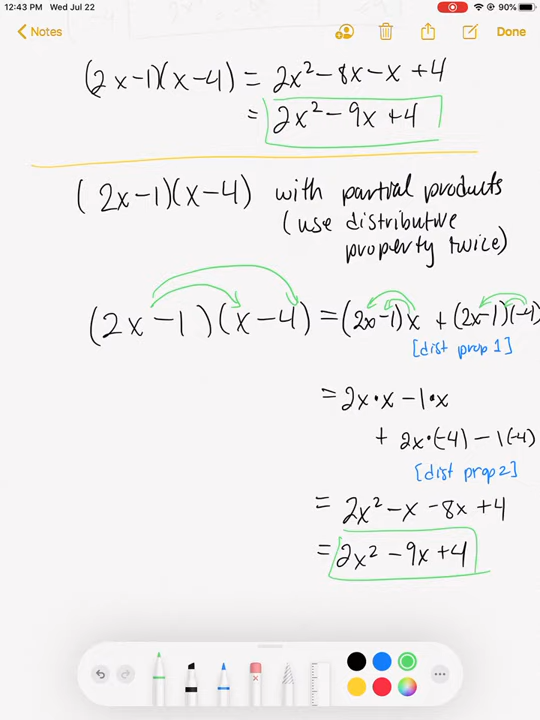 12:43 PM Wed Jul 22
90%
Notes
Done
(2x-1)(x-4) = 2x² - 8x - x + 4
= 2x² - 9x + 4
(2x-1)(x-4) with partial products
(use distributive
property twice)
(2x-1)(x-4) = (2x-1)x + (2x-1)(-4)
[dist prop 1]
= 2x•x - 1•x
+ 2x•(-4) - 1(-4)
[dist prop 2]
= 2x² - x - 8x + 4
= 2x² - 9x + 4